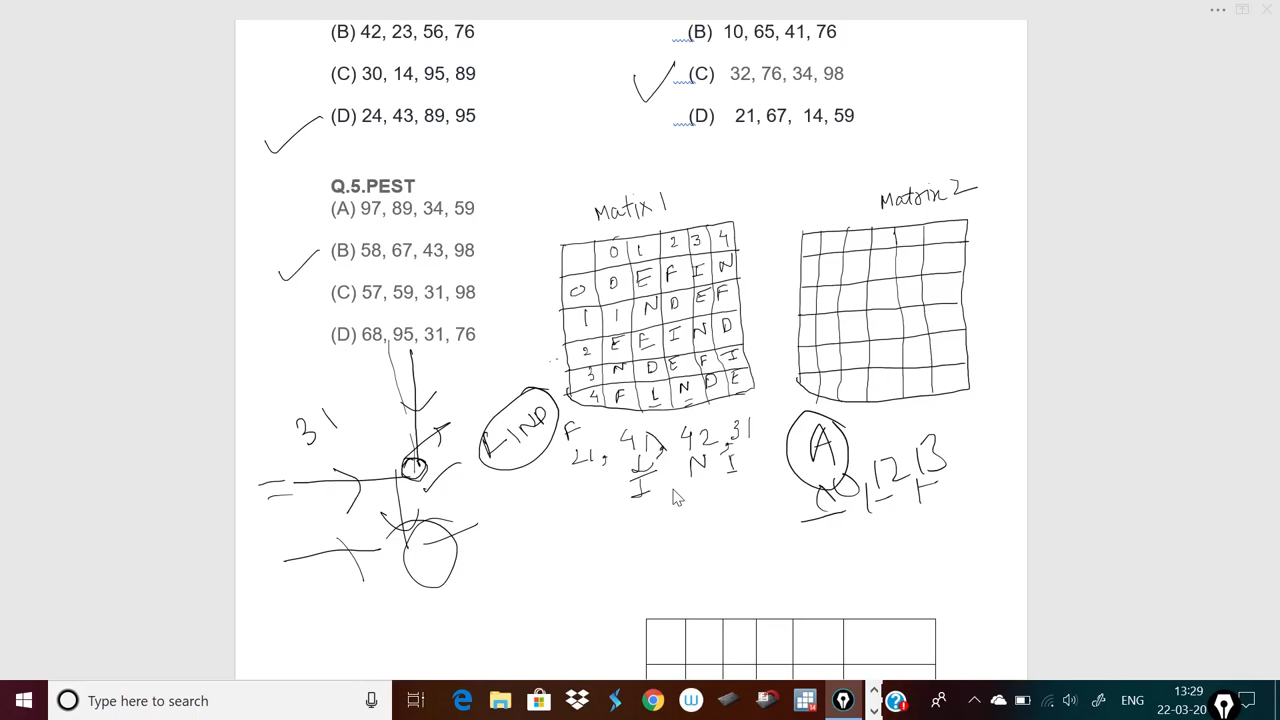 (B) 42, 23, 56, 76
(C) 30, 14, 95, 89
(D) 24, 43, 89, 95
(B) 10, 65, 41, 76
(C) 32, 76, 34, 98
(D) 21, 67, 14, 59
Q.5.PEST
(A) 97, 89, 34, 59
(B) 58, 67, 43, 98
(C) 57, 59, 31, 98
(D) 68, 95, 31, 76
Matix 1
0 1 2 3 4
0 D E F I N
1 I N D E F
2 E F I N D
3 N D E F I
4 F I N D E
Matrix 2
31
F
21, 41, 42, 31
I N I
I
A
10, 12 13
Type here to search
ENG
13:29
22-03-20